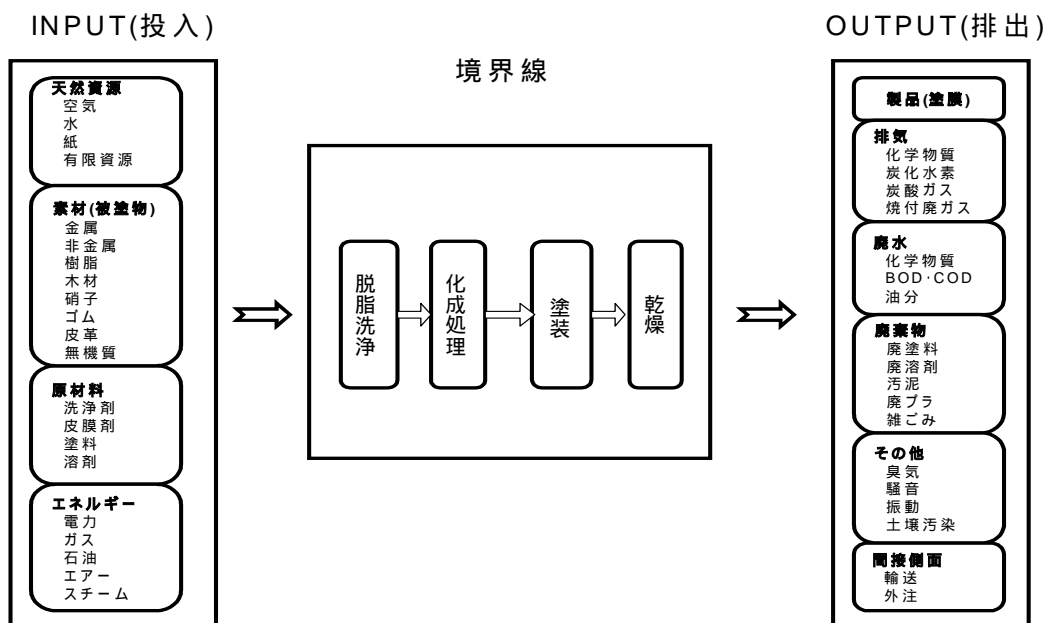 INPUT(投入)
天然資源
空気
水
紙
有限資源
素材(被塗物)
金属
非金属
樹脂
木材
硝子
ゴム
皮革
無機質
原材料
洗浄剤
皮膜剤
塗料
溶剤
エネルギー
電力
ガス
石油
エアー
スチーム
境界線
脱脂洗浄
化成処理
塗装
乾燥
OUTPUT(排出)
製品(塗膜)
排気
化学物質
炭化水素
炭酸ガス
焼付廃ガス
廃水
化学物質
BOD·COD
油分
廃棄物
廃塗料
廃溶剤
汚泥
廃プラ
雑ごみ
その他
臭気
騒音
振動
土壌汚染
間接側面
輸送
外注